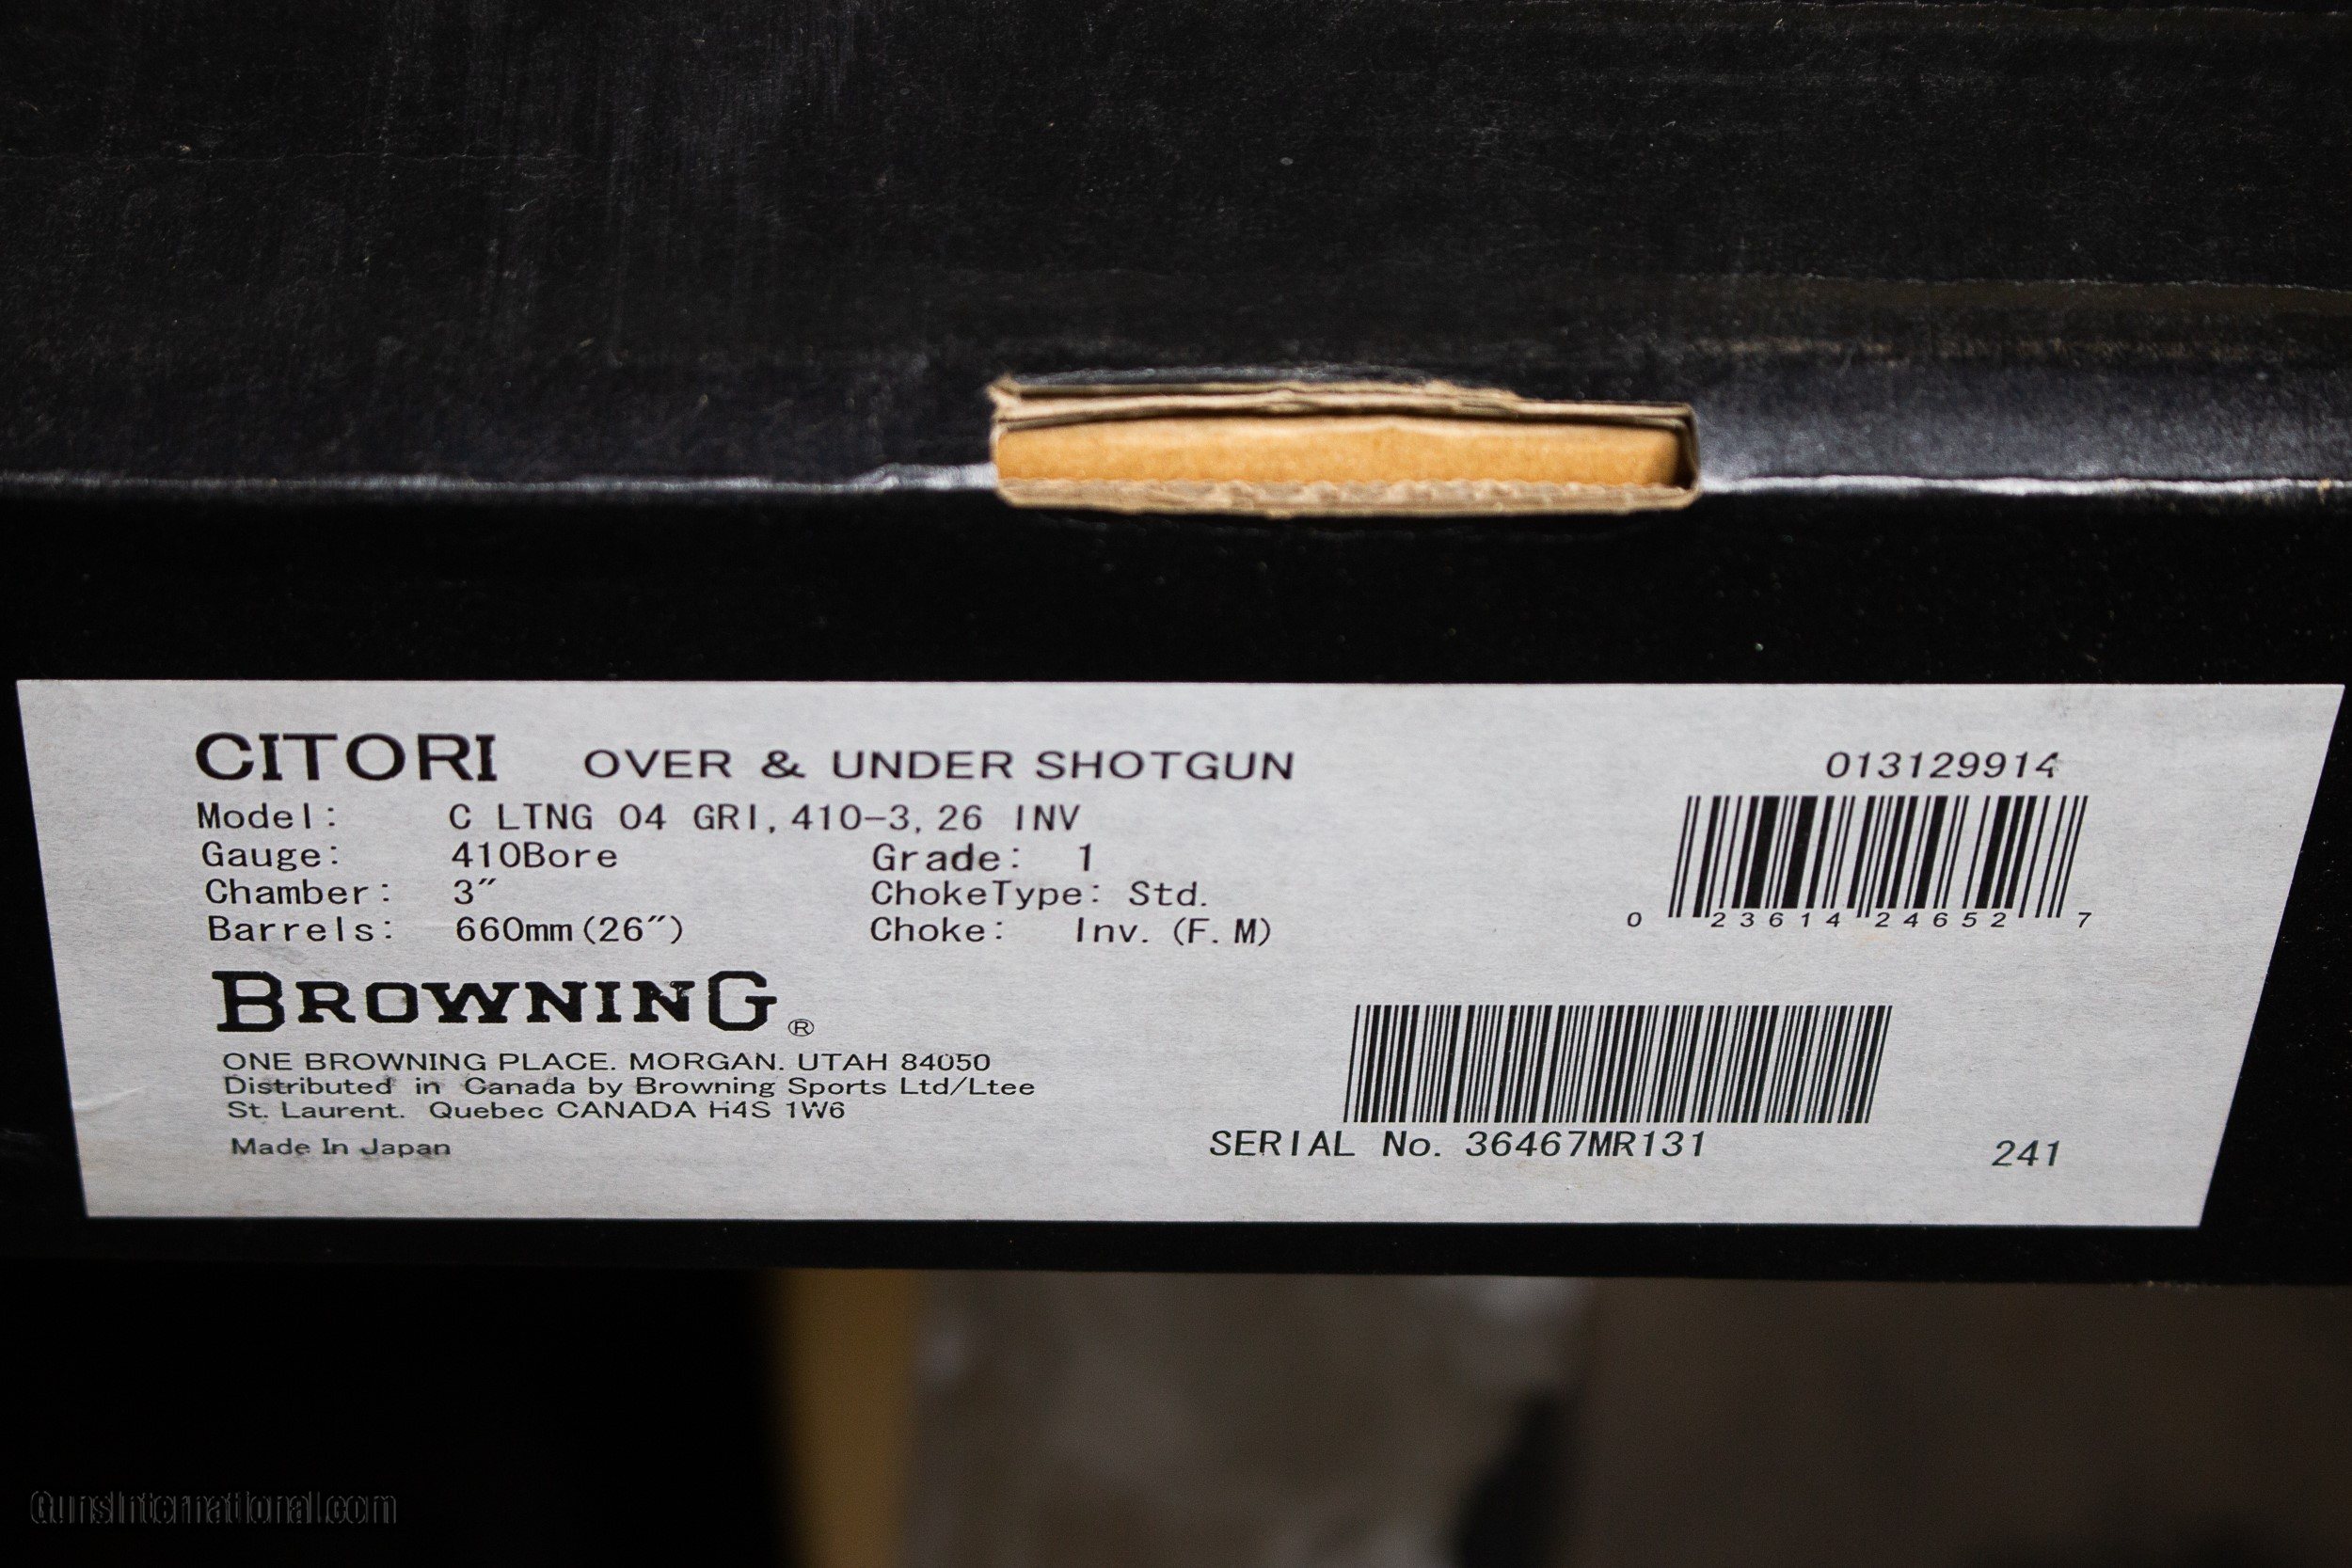 CITORI OVER & UNDER SHOTGUN
013129914
Model: C LTNG 04 GRI, 410-3, 26 INV
Gauge: 410Bore Grade: 1
Chamber: 3″ ChokeType: Std.
Barrels: 660mm(26″) Choke: Inv. (F. M)
0 23614 24652 7
BROWNING®
ONE BROWNING PLACE. MORGAN. UTAH 84050
Distributed in Canada by Browning Sports Ltd/Ltee
St. Laurent. Quebec CANADA H4S 1W6
Made In Japan
SERIAL No. 36467MR131
241
GunsInternational.com